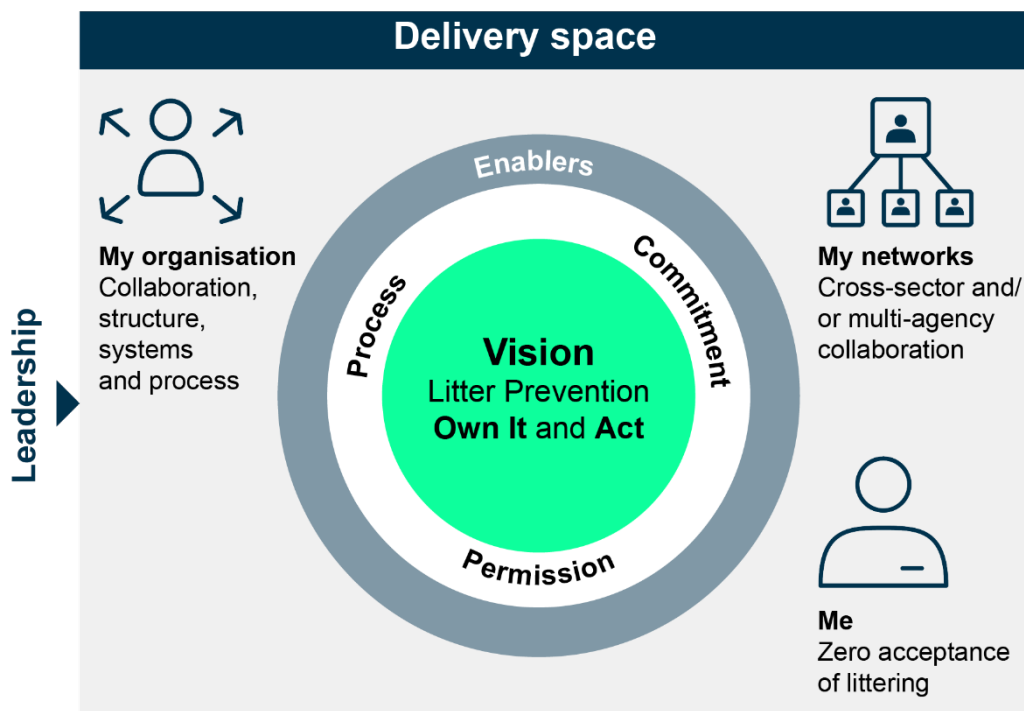 Delivery space
Leadership
My organisation
Collaboration,
structure,
systems
and process
Enablers
Process
Commitment
Permission
Vision
Litter Prevention
Own It and Act
My networks
Cross-sector and/
or multi-agency
collaboration
Me
Zero acceptance
of littering